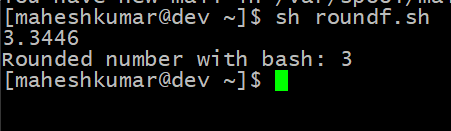 [maheshkumar@dev ~]$ sh roundf.sh
3.3446
Rounded number with bash: 3
[maheshkumar@dev ~]$